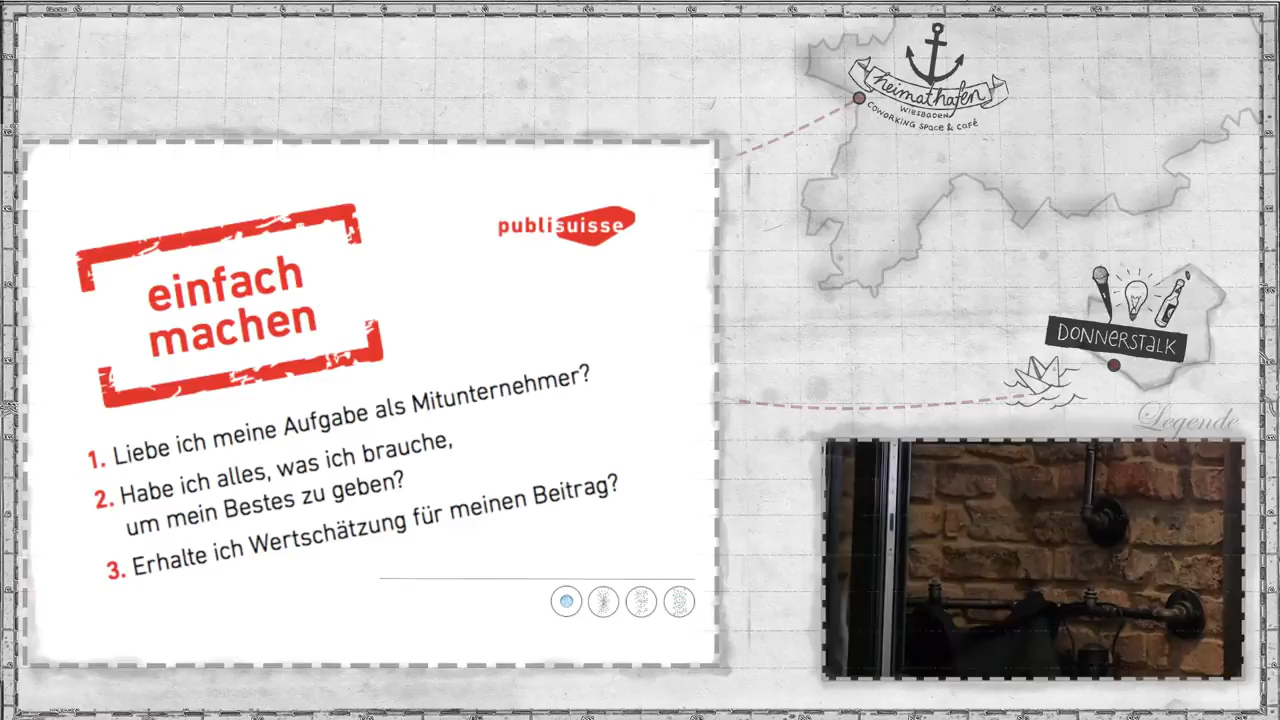 heimathafen
WIESBADEN
COWORKING SPACE & CAFÉ
publisuisse
einfach
machen
1. Liebe ich meine Aufgabe als Mitunternehmer?
2. Habe ich alles, was ich brauche,
um mein Bestes zu geben?
3. Erhalte ich Wertschätzung für meinen Beitrag?
DONNERSTALK
Legende